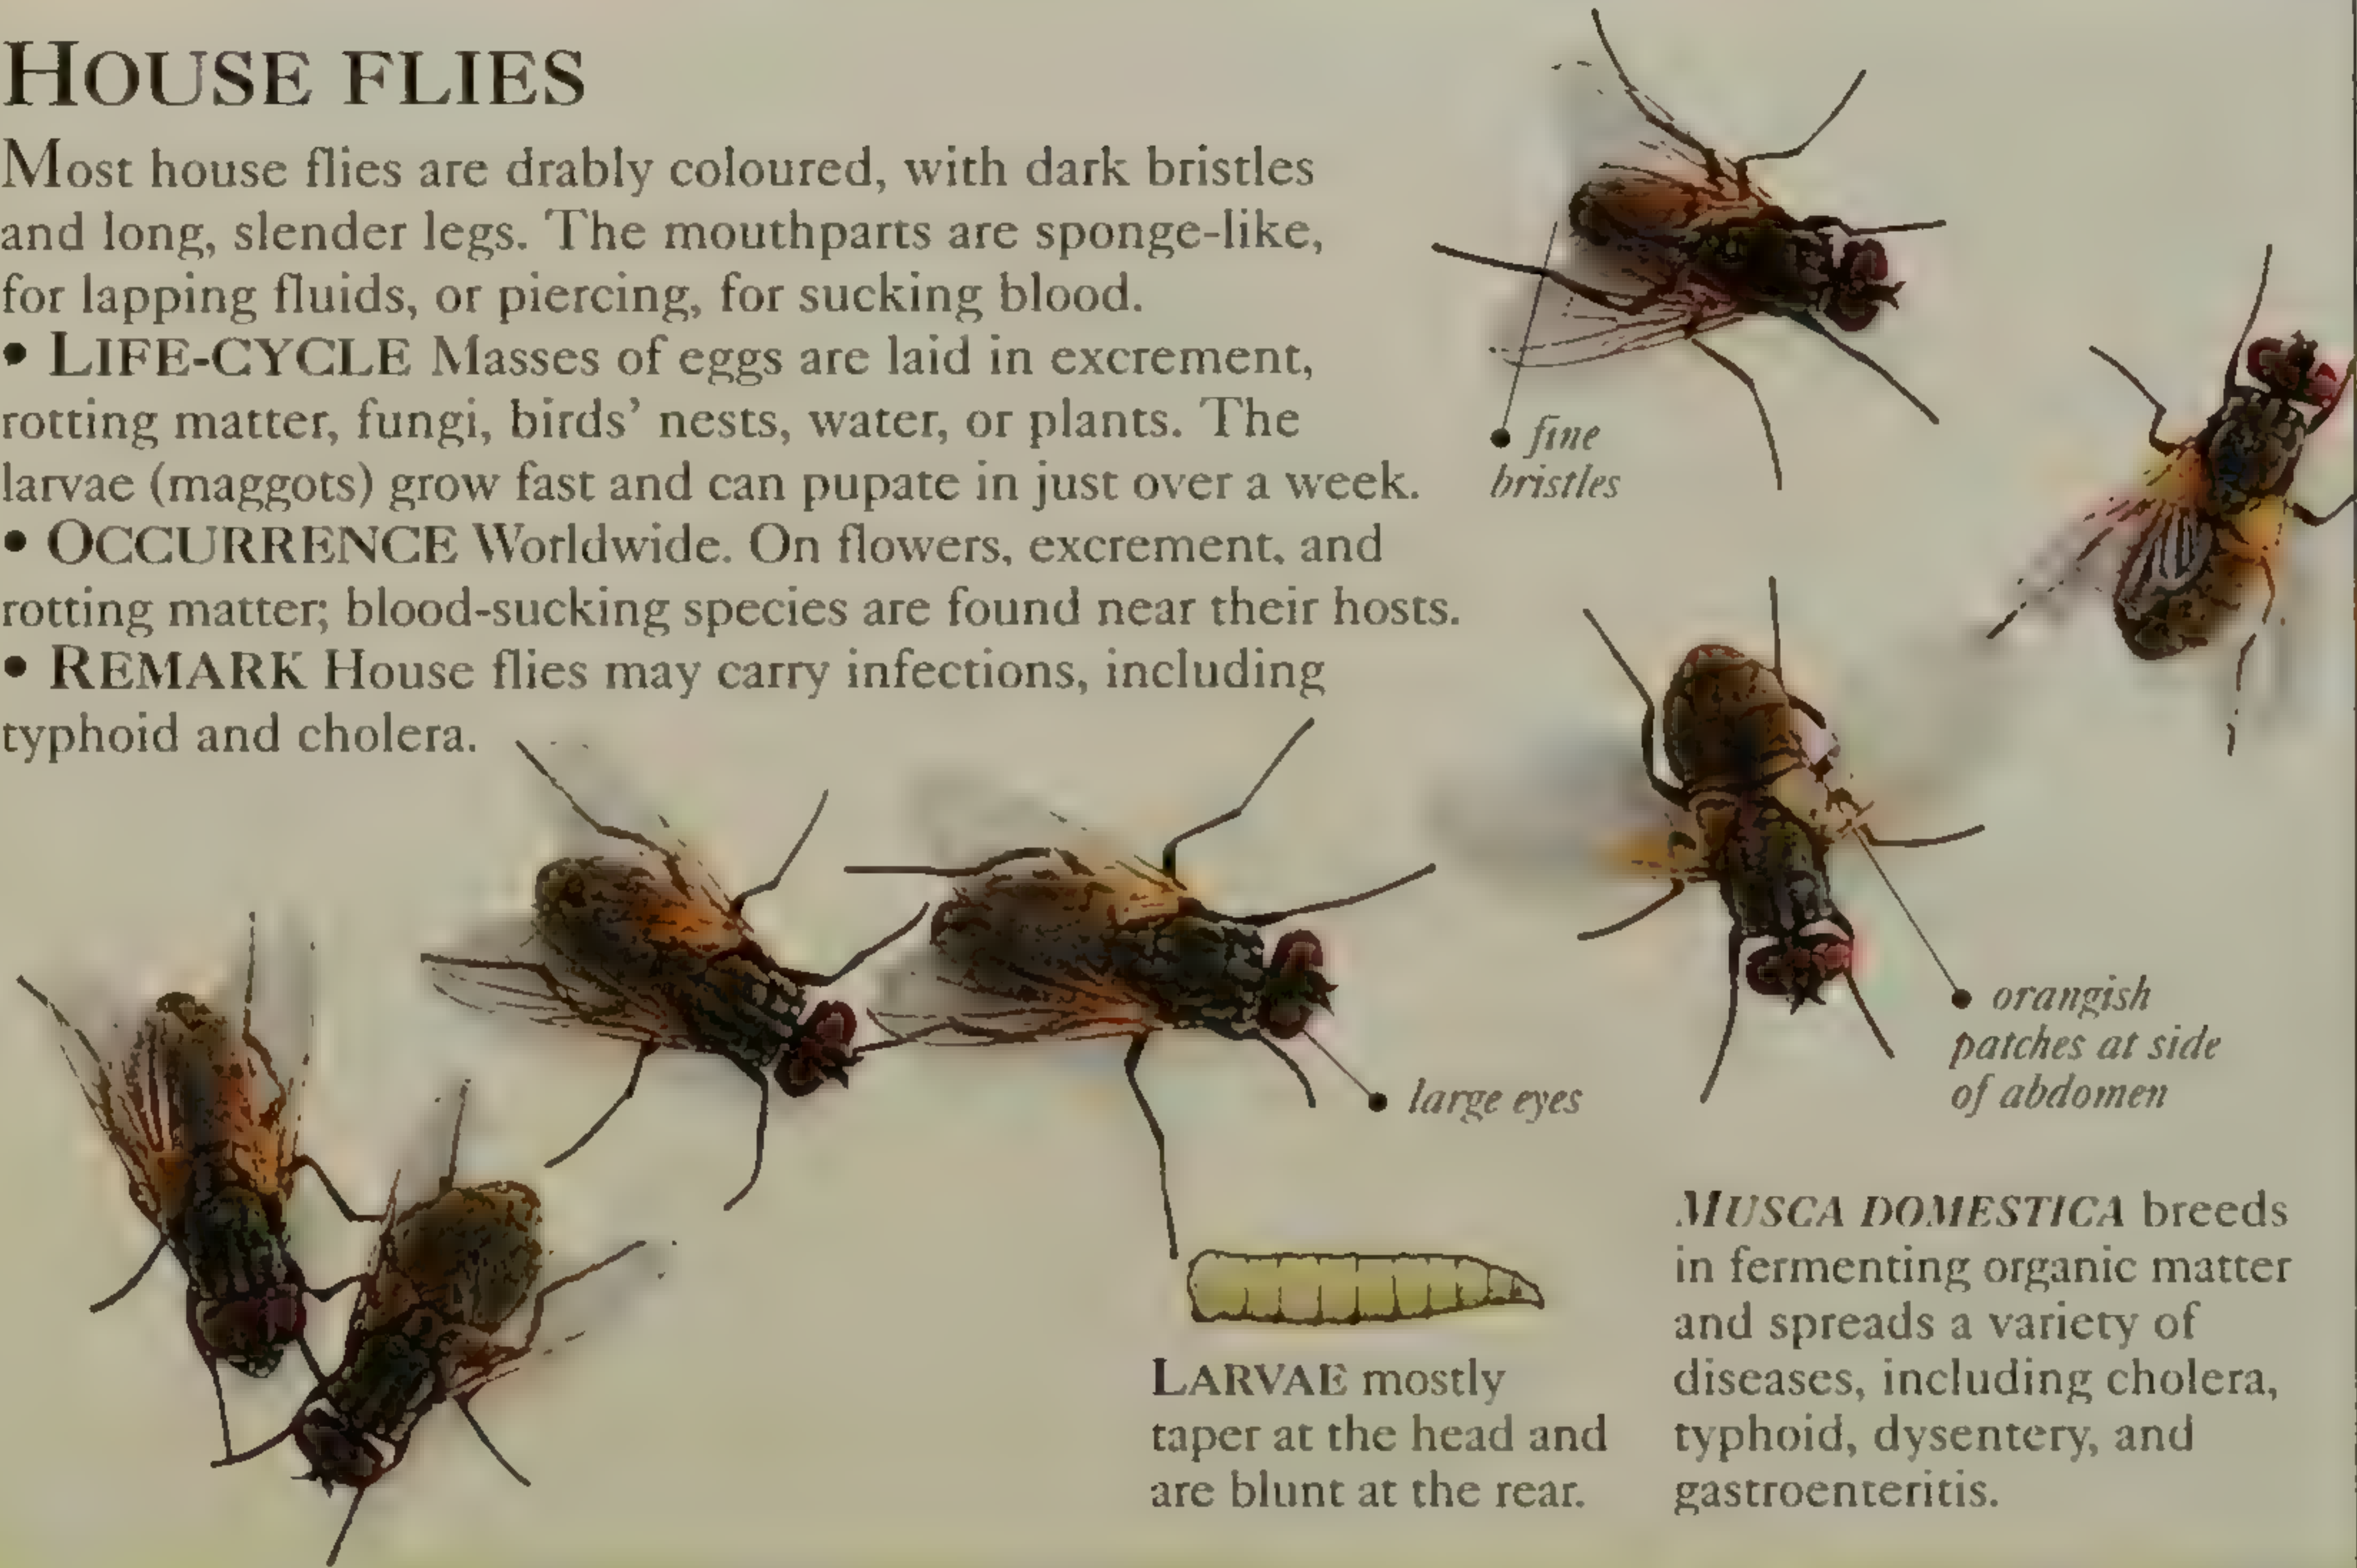 HOUSE FLIES
Most house flies are drably coloured, with dark bristles
and long, slender legs. The mouthparts are sponge-like,
for lapping fluids, or piercing, for sucking blood.
• LIFE-CYCLE Masses of eggs are laid in excrement,
rotting matter, fungi, birds’ nests, water, or plants. The
larvae (maggots) grow fast and can pupate in just over a week.
• OCCURRENCE Worldwide. On flowers, excrement, and
rotting matter; blood-sucking species are found near their hosts.
• REMARK House flies may carry infections, including
typhoid and cholera.
fine
bristles
orangish
patches at side
of abdomen
large eyes
LARVAE mostly
taper at the head and
are blunt at the rear.
MUSCA DOMESTICA breeds
in fermenting organic matter
and spreads a variety of
diseases, including cholera,
typhoid, dysentery, and
gastroenteritis.